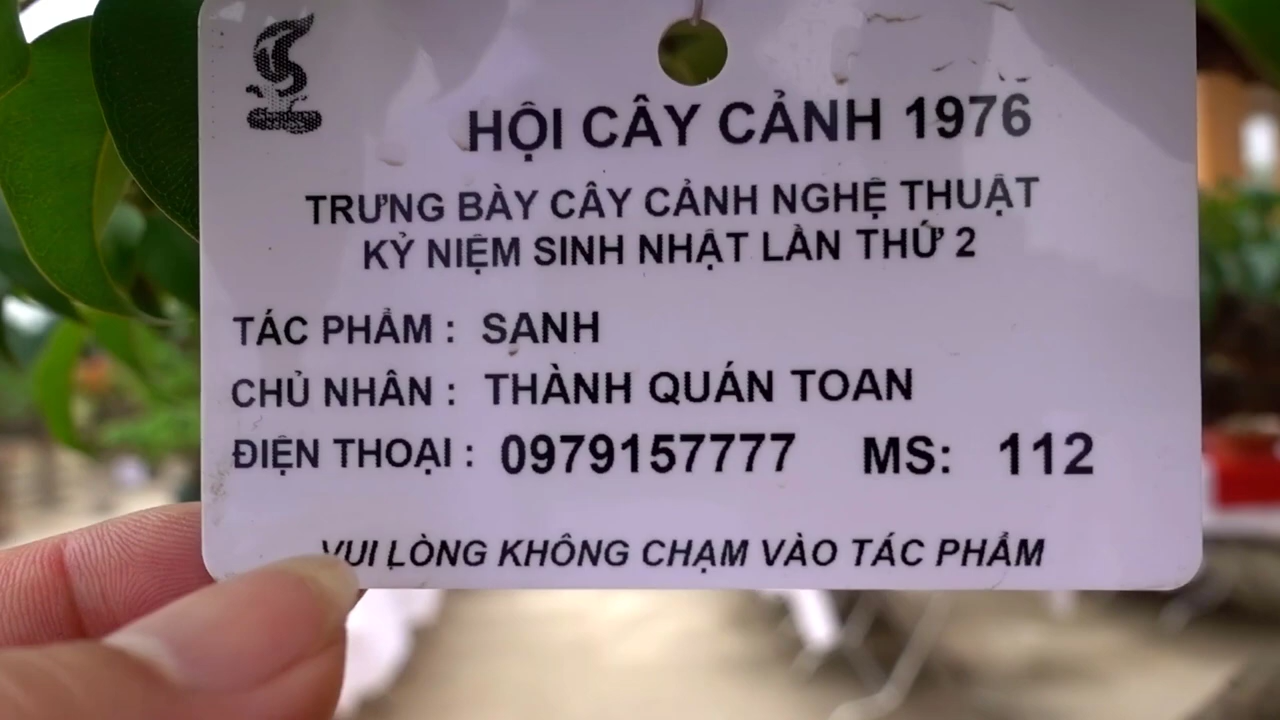 HỘI CÂY CẢNH 1976
TRƯNG BÀY CÂY CẢNH NGHỆ THUẬT
KỶ NIỆM SINH NHẬT LẦN THỨ 2
TÁC PHẨM : SANH
CHỦ NHÂN : THÀNH QUÁN TOAN
ĐIỆN THOẠI : 0979157777 MS: 112
VUI LÒNG KHÔNG CHẠM VÀO TÁC PHẨM